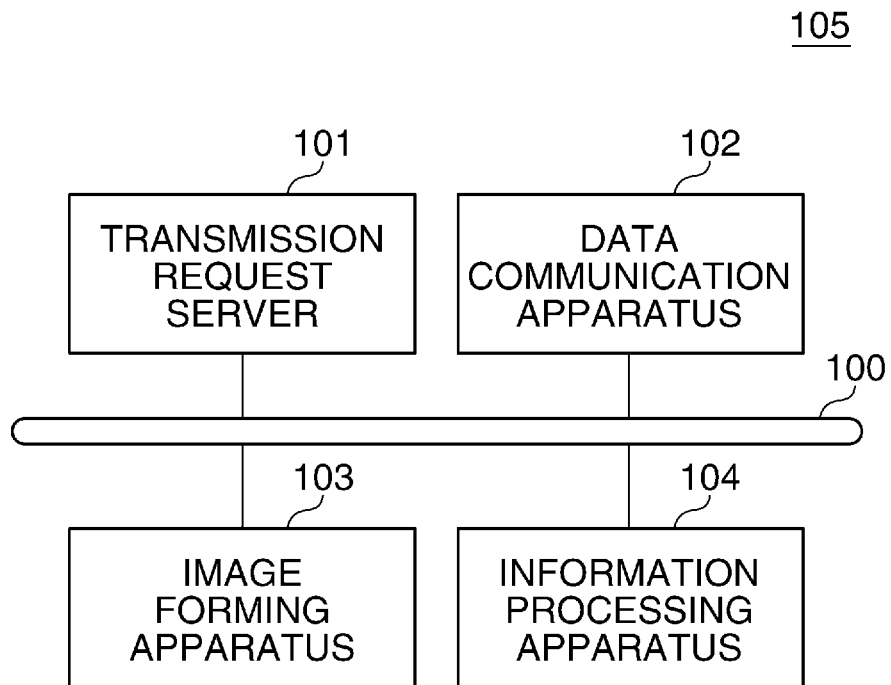 105
101
102
TRANSMISSION
REQUEST
SERVER
DATA
COMMUNICATION
APPARATUS
100
103
104
IMAGE
FORMING
APPARATUS
INFORMATION
PROCESSING
APPARATUS